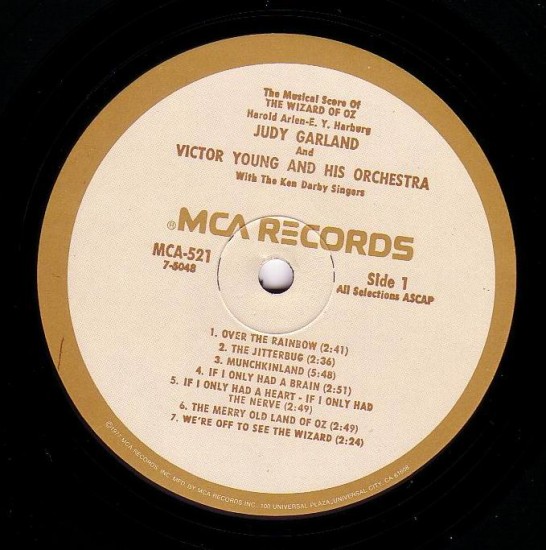 The Musical Score Of
THE WIZARD OF OZ
Harold Arlen-E. Y. Harburg
JUDY GARLAND
And
VICTOR YOUNG AND HIS ORCHESTRA
With The Ken Darby Singers
®MCA RECORDS
MCA-521
7-5048
Side 1
All Selections ASCAP
1. OVER THE RAINBOW (2:41)
2. THE JITTERBUG (2:36)
3. MUNCHKINLAND (5:48)
4. IF I ONLY HAD A BRAIN (2:51)
5. IF I ONLY HAD A HEART - IF I ONLY HAD
THE NERVE (2:49)
6. THE MERRY OLD LAND OF OZ (2:49)
7. WE'RE OFF TO SEE THE WIZARD (2:24)
©1977 MCA RECORDS, INC. MFD. BY MCA RECORDS INC., 100 UNIVERSAL PLAZA, UNIVERSAL CITY, CA 91608